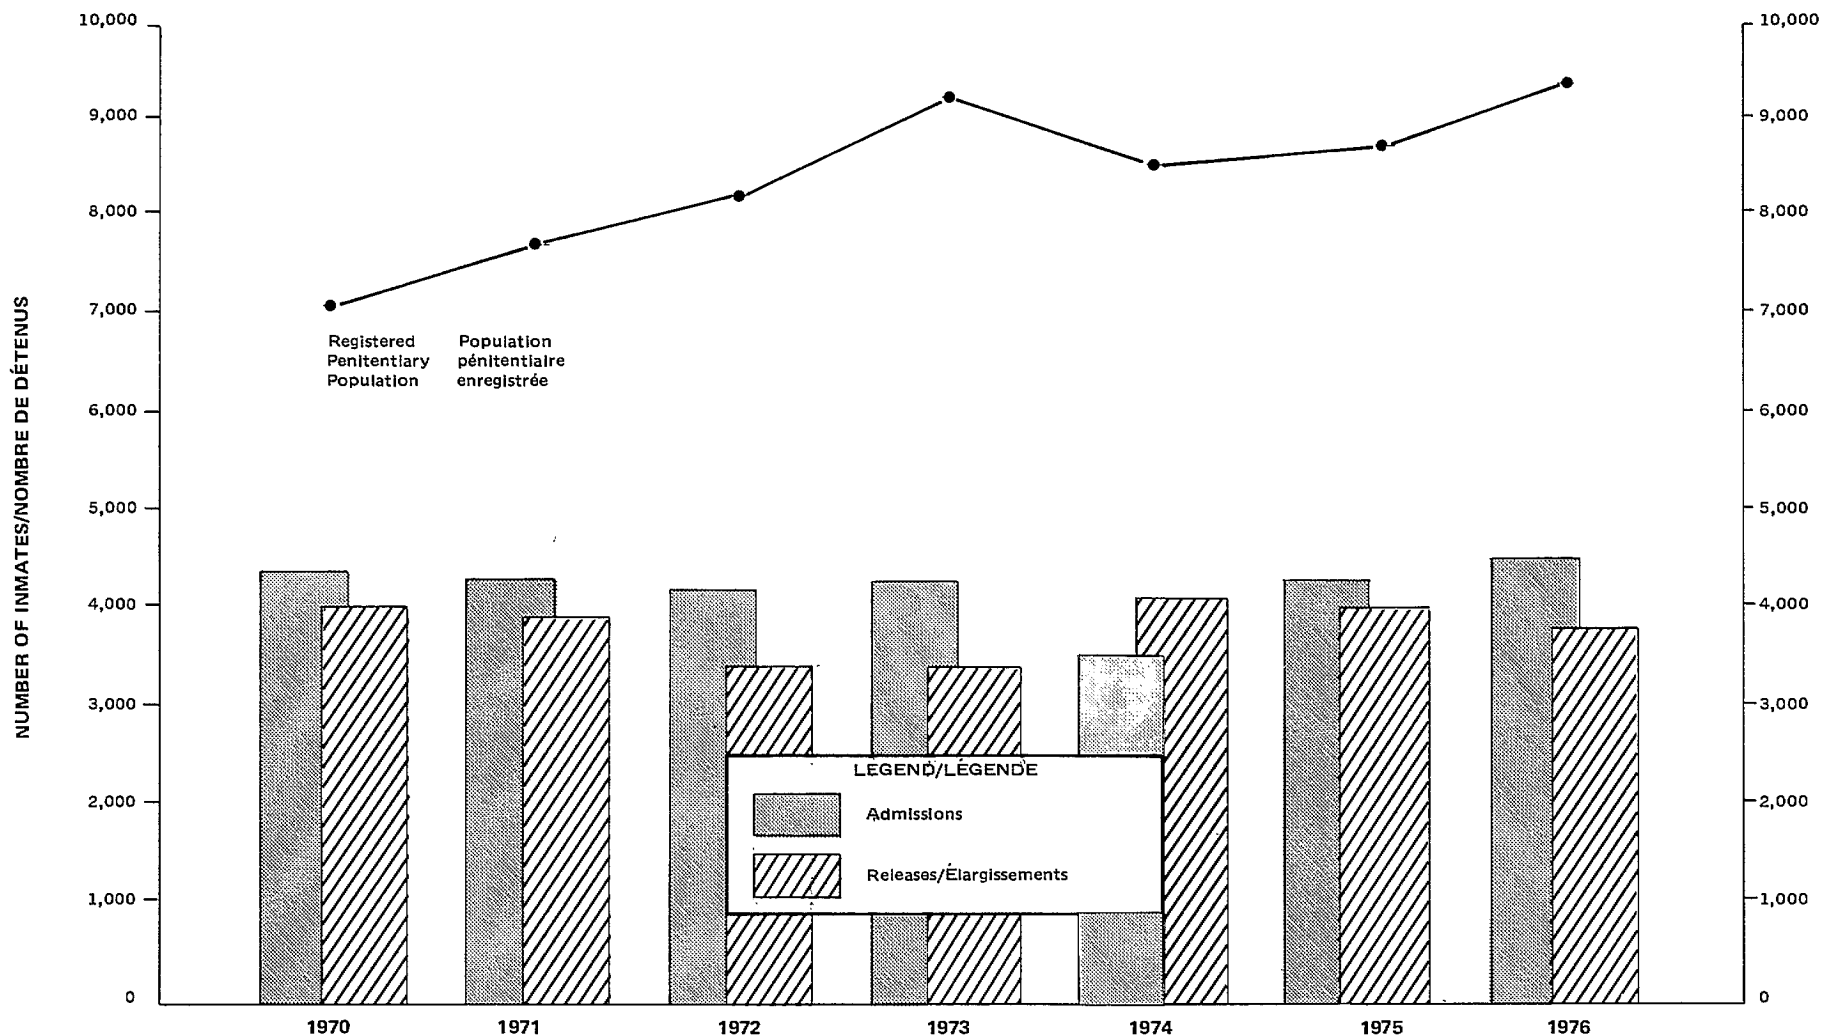 10,000
9,000
8,000
7,000
6,000
5,000
4,000
3,000
2,000
1,000
0
NUMBER OF INMATES/NOMBRE DE DÉTENUS
Registered Population
Penitentiary pénitentiaire
Population enregistrée
LEGEND/LÉGENDE
Admissions
Releases/Élargissements
10,000
9,000
8,000
7,000
6,000
5,000
4,000
3,000
2,000
1,000
0
1970 1971 1972 1973 1974 1975 1976